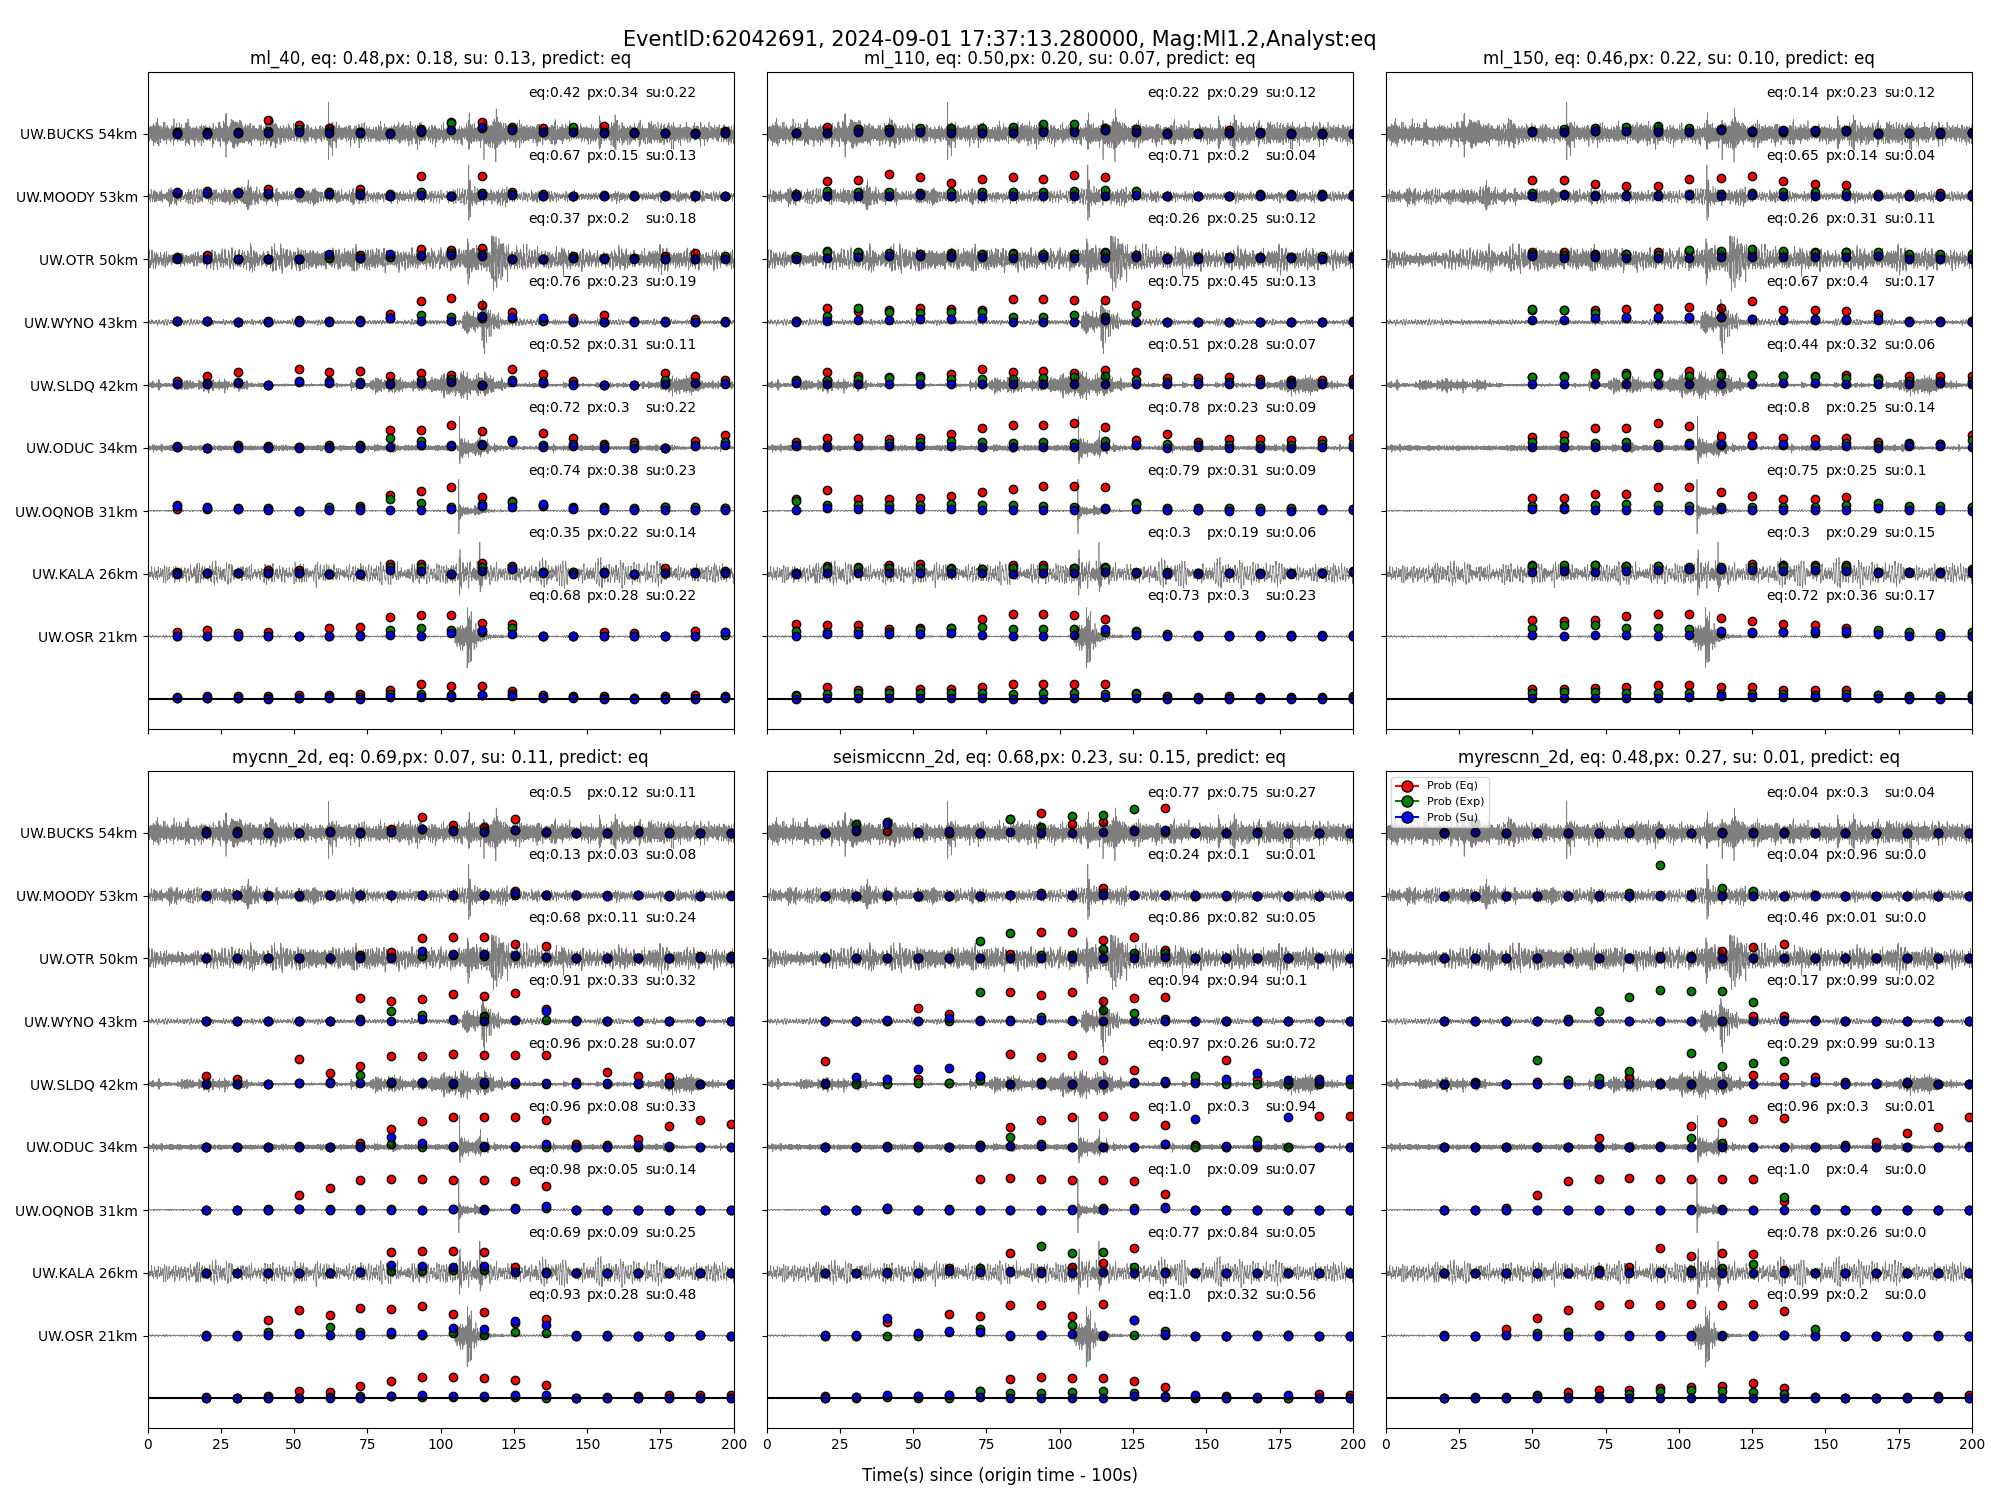 EventID:62042691, 2024-09-01 17:37:13.280000, Mag:Ml1.2,Analyst:eq
ml_40, eq: 0.48,px: 0.18, su: 0.13, predict: eq
UW.BUCKS 54km eq:0.42 px:0.34 su:0.22
UW.MOODY 53km eq:0.67 px:0.15 su:0.13
UW.OTR 50km eq:0.37 px:0.2 su:0.18
UW.WYNO 43km eq:0.76 px:0.23 su:0.19
UW.SLDQ 42km eq:0.52 px:0.31 su:0.11
UW.ODUC 34km eq:0.72 px:0.3 su:0.22
UW.OQNOB 31km eq:0.74 px:0.38 su:0.23
UW.KALA 26km eq:0.35 px:0.22 su:0.14
UW.OSR 21km eq:0.68 px:0.28 su:0.22
ml_110, eq: 0.50,px: 0.20, su: 0.07, predict: eq
eq:0.22 px:0.29 su:0.12
eq:0.71 px:0.2 su:0.04
eq:0.26 px:0.25 su:0.12
eq:0.75 px:0.45 su:0.13
eq:0.51 px:0.28 su:0.07
eq:0.78 px:0.23 su:0.09
eq:0.79 px:0.31 su:0.09
eq:0.3 px:0.19 su:0.06
eq:0.73 px:0.3 su:0.23
ml_150, eq: 0.46,px: 0.22, su: 0.10, predict: eq
eq:0.14 px:0.23 su:0.12
eq:0.65 px:0.14 su:0.04
eq:0.26 px:0.31 su:0.11
eq:0.67 px:0.4 su:0.17
eq:0.44 px:0.32 su:0.06
eq:0.8 px:0.25 su:0.14
eq:0.75 px:0.25 su:0.1
eq:0.3 px:0.29 su:0.15
eq:0.72 px:0.36 su:0.17
mycnn_2d, eq: 0.69,px: 0.07, su: 0.11, predict: eq
UW.BUCKS 54km eq:0.5 px:0.12 su:0.11
UW.MOODY 53km eq:0.13 px:0.03 su:0.08
UW.OTR 50km eq:0.68 px:0.11 su:0.24
UW.WYNO 43km eq:0.91 px:0.33 su:0.32
UW.SLDQ 42km eq:0.96 px:0.28 su:0.07
UW.ODUC 34km eq:0.96 px:0.08 su:0.33
UW.OQNOB 31km eq:0.98 px:0.05 su:0.14
UW.KALA 26km eq:0.69 px:0.09 su:0.25
UW.OSR 21km eq:0.93 px:0.28 su:0.48
0 25 50 75 100 125 150 175 200
seismiccnn_2d, eq: 0.68,px: 0.23, su: 0.15, predict: eq
eq:0.77 px:0.75 su:0.27
eq:0.24 px:0.1 su:0.01
eq:0.86 px:0.82 su:0.05
eq:0.94 px:0.94 su:0.1
eq:0.97 px:0.26 su:0.72
eq:1.0 px:0.3 su:0.94
eq:1.0 px:0.09 su:0.07
eq:0.77 px:0.84 su:0.05
eq:1.0 px:0.32 su:0.56
0 25 50 75 100 125 150 175 200
myrescnn_2d, eq: 0.48,px: 0.27, su: 0.01, predict: eq
Prob (Eq)
Prob (Exp)
Prob (Su)
eq:0.04 px:0.3 su:0.04
eq:0.04 px:0.96 su:0.0
eq:0.46 px:0.01 su:0.0
eq:0.17 px:0.99 su:0.02
eq:0.29 px:0.99 su:0.13
eq:0.96 px:0.3 su:0.01
eq:1.0 px:0.4 su:0.0
eq:0.78 px:0.26 su:0.0
eq:0.99 px:0.2 su:0.0
0 25 50 75 100 125 150 175 200
Time(s) since (origin time - 100s)